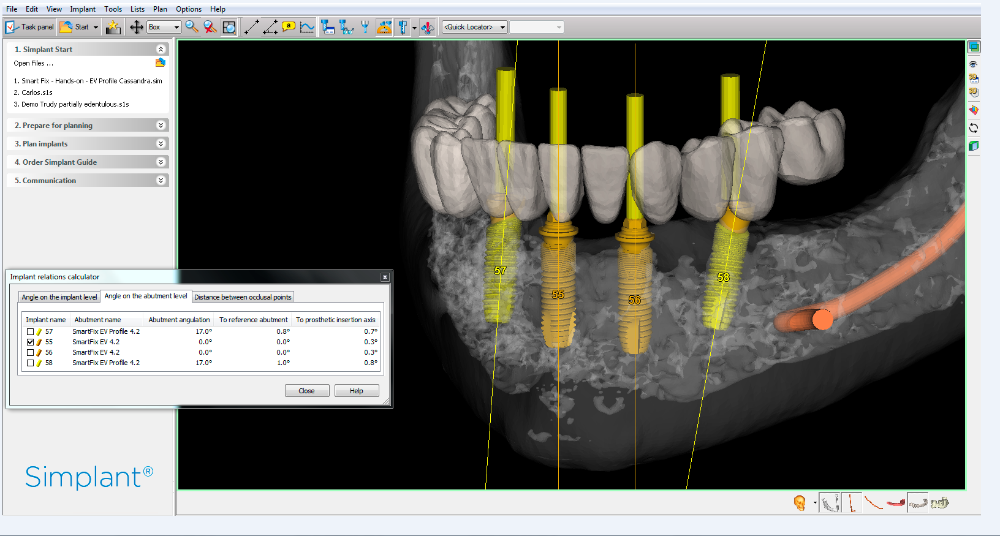 File Edit View Implant Tools Lists Plan Options Help
Task panel Start Box a <Quick Locator>
1. Simplant Start
Open Files ...
1. Smart Fix - Hands-on - EV Profile Cassandra.sim
2. Carlos.s1s
3. Demo Trudy partially edentulous.s1s
2. Prepare for planning
3. Plan implants
4. Order Simplant Guide
5. Communication
3D
3D
57
58
55
56
Implant relations calculator
Angle on the implant level Angle on the abutment level Distance between occlusal points
Implant name Abutment name Abutment angulation To reference abutment To prosthetic insertion axis
57 SmartFix EV Profile 4.2 17.0° 0.8° 0.7°
55 SmartFix EV 4.2 0.0° 0.0° 0.3°
56 SmartFix EV 4.2 0.0° 0.0° 0.3°
58 SmartFix EV Profile 4.2 17.0° 1.0° 0.8°
Close Help
Simplant®